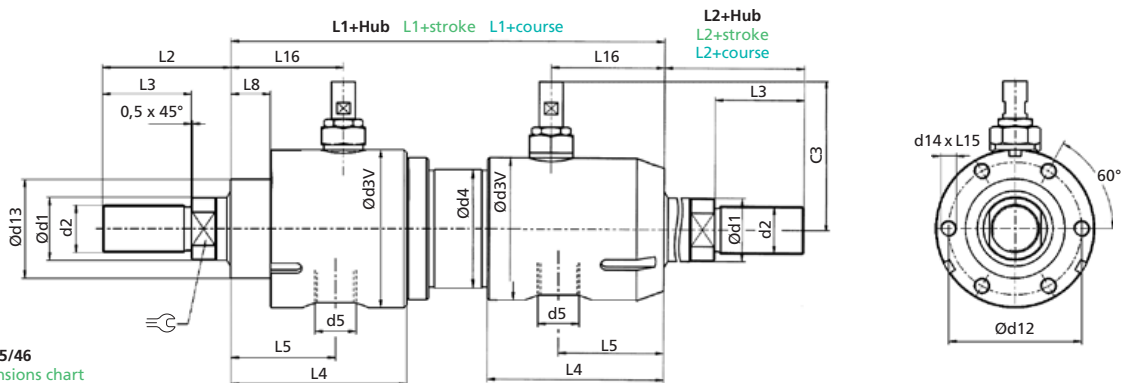 L1+Hub L1+stroke L1+course
L2+Hub
L2+stroke
L2+course
L2
L16
L16
L3
L8
L3
0,5 x 45°
C3
d14 x L15
60°
Ød13
Ød1
d2
Ød3V
Ød4
Ød3V
Ød1
d2
d5
d5
Ød12
L5
L5
L4
L4
5/46
nsions chart